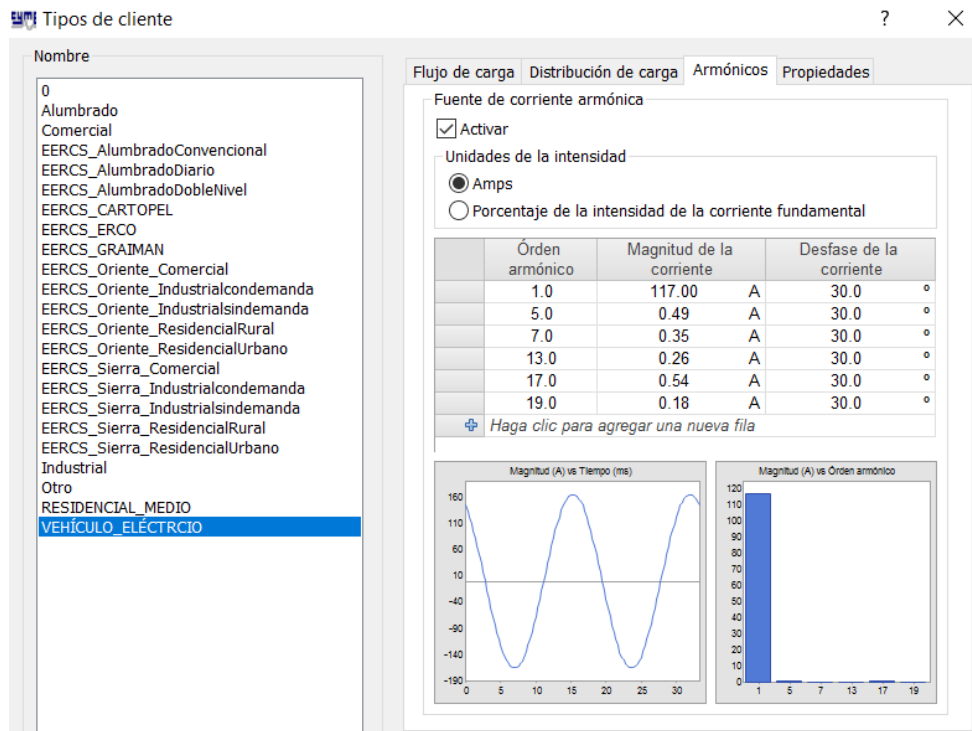 CYME Tipos de cliente ? ×
Nombre
0
Alumbrado
Comercial
EERCS_AlumbradoConvencional
EERCS_AlumbradoDiario
EERCS_AlumbradoDobleNivel
EERCS_CARTOPEL
EERCS_ERCO
EERCS_GRAIMAN
EERCS_Oriente_Comercial
EERCS_Oriente_Industrialcondemanda
EERCS_Oriente_Industrialsindemanda
EERCS_Oriente_ResidencialRural
EERCS_Oriente_ResidencialUrbano
EERCS_Sierra_Comercial
EERCS_Sierra_Industrialcondemanda
EERCS_Sierra_Industrialsindemanda
EERCS_Sierra_ResidencialRural
EERCS_Sierra_ResidencialUrbano
Industrial
Otro
RESIDENCIAL_MEDIO
VEHÍCULO_ELÉCTRCIO
Flujo de carga Distribución de carga Armónicos Propiedades
Fuente de corriente armónica
Activar
Unidades de la intensidad
Amps
Porcentaje de la intensidad de la corriente fundamental
Órden armónico Magnitud de la corriente Desfase de la corriente
1.0 117.00 A 30.0 º
5.0 0.49 A 30.0 º
7.0 0.35 A 30.0 º
13.0 0.26 A 30.0 º
17.0 0.54 A 30.0 º
19.0 0.18 A 30.0 º
Haga clic para agregar una nueva fila
Magnitud (A) vs Tiempo (ms)
160
110
60
10
-40
-90
-140
-190
0 5 10 15 20 25 30
Magnitud (A) vs Órden armónico
120
110
100
90
80
70
60
50
40
30
20
10
0
1 5 7 13 17 19